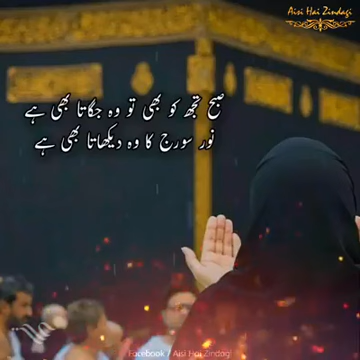 Aisi Hai Zindagi
صبح تجھ کو بھی تو وہ جگاتا بھی ہے
نور سورج کا وہ دیکھاتا بھی ہے
Facebook / Aisi Hai Zindagi